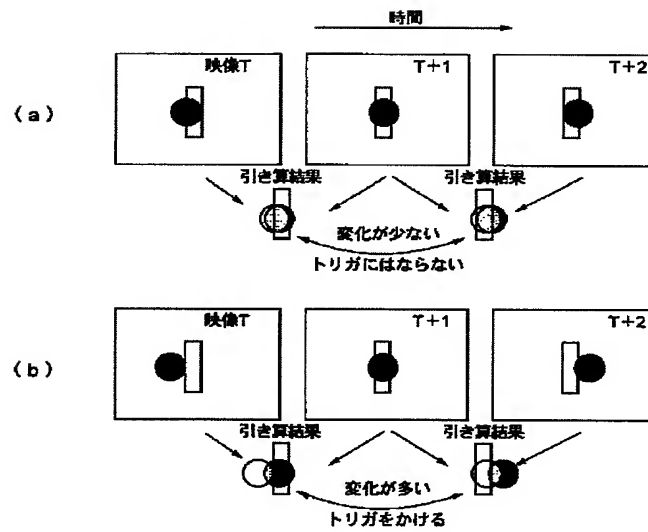 時間
映像T
T+1
T+2
(a)
引き算結果
引き算結果
変化が少ない
トリガにはならない
映像T
T+1
T+2
(b)
引き算結果
引き算結果
変化が多い
トリガをかける